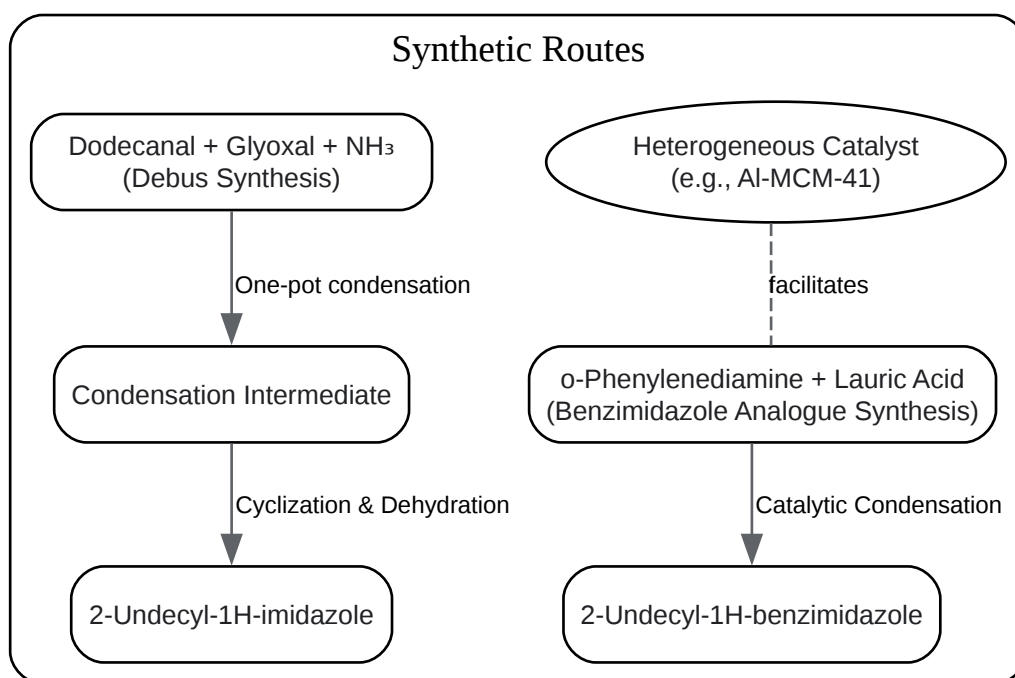 Synthetic Routes
Dodecanal + Glyoxal + NH₃
(Debus Synthesis)
One-pot condensation
Condensation Intermediate
Cyclization & Dehydration
2-Undecyl-1H-imidazole
Heterogeneous Catalyst
(e.g., Al-MCM-41)
facilitates
o-Phenylenediamine + Lauric Acid
(Benzimidazole Analogue Synthesis)
Catalytic Condensation
2-Undecyl-1H-benzimidazole